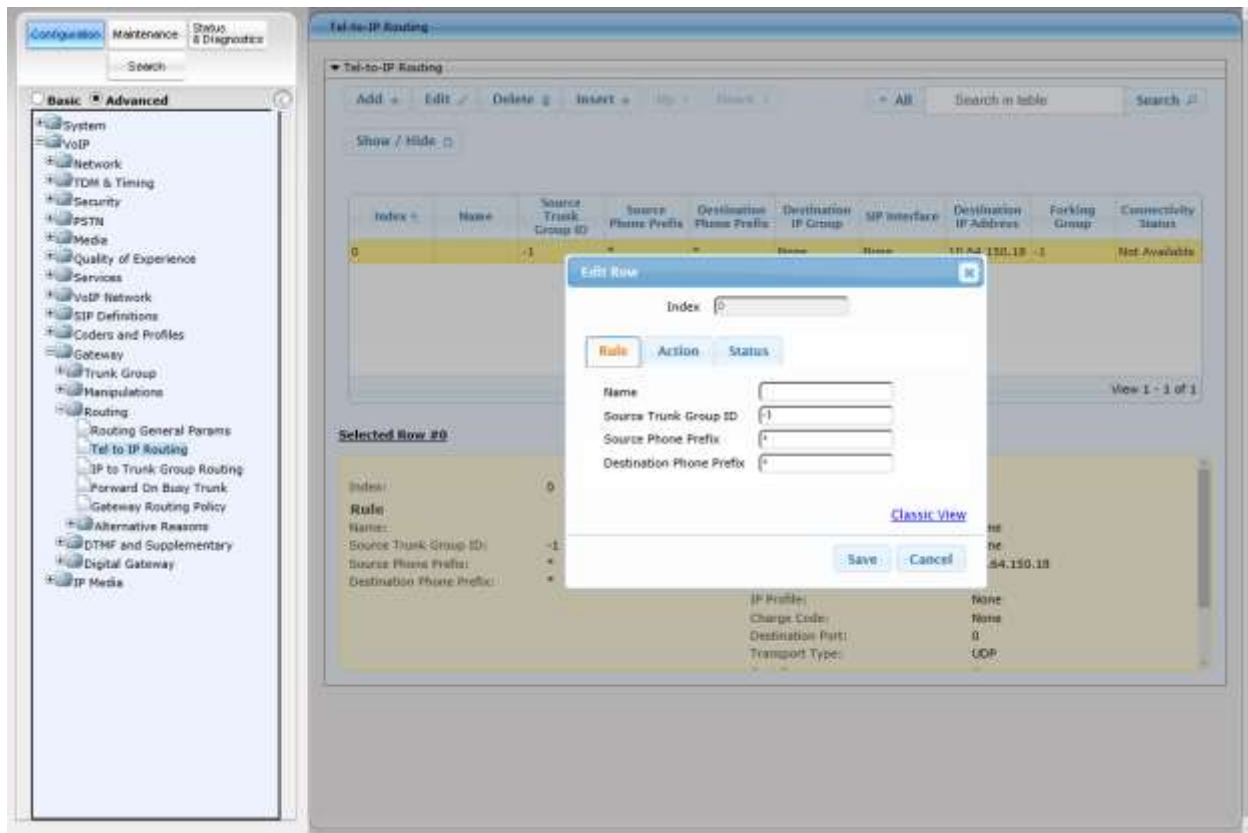 Configuration Maintenance Status & Diagnostics
Search
Basic Advanced
System
VoIP
Network
TDM & Timing
Security
PSTN
Media
Quality of Experience
Services
VoIP Network
SIP Definitions
Coders and Profiles
Gateway
Trunk Group
Manipulations
Routing
Routing General Params
Tel to IP Routing
IP to Trunk Group Routing
Forward On Busy Trunk
Gateway Routing Policy
Alternative Reasons
DTMF and Supplementary
Digital Gateway
IP Media
Tel-to-IP Routing
Tel-to-IP Routing
Add + Edit Delete Insert + Up All Search in table Search
Show / Hide
Index Name Source Trunk Group ID Source Phone Prefix Destination Phone Prefix Destination IP Group SIP Interface Destination IP Address Forking Group Connectivity Status
0 -1 * * None None 10.64.150.18 -1 Not Available
View 1 - 1 of 1
Edit Row
Index 0
Rule Action Status
Name
Source Trunk Group ID -1
Source Phone Prefix *
Destination Phone Prefix *
Classic View
Save Cancel
Selected Row #0
Index: 0
Rule
Name:
Source Trunk Group ID: -1
Source Phone Prefix: *
Destination Phone Prefix: *
ne
ne
.64.150.18
IP Profile: None
Charge Code: None
Destination Port: 0
Transport Type: UDP